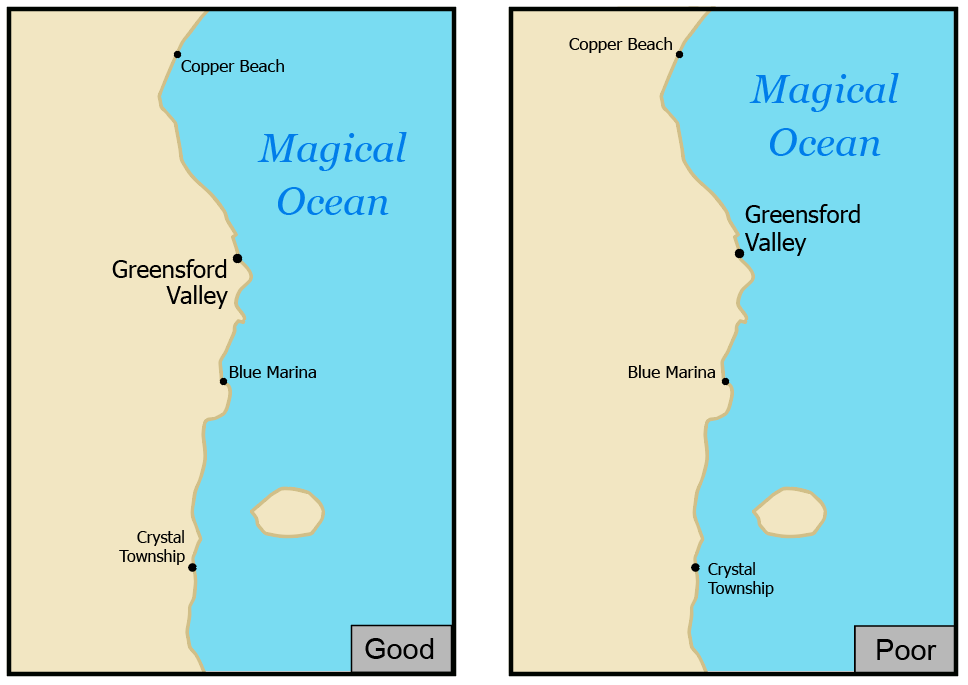 Copper Beach
Magical
Ocean
Greensford
Valley
Blue Marina
Crystal
Township
Good
Copper Beach
Magical
Ocean
Greensford
Valley
Blue Marina
Crystal
Township
Poor